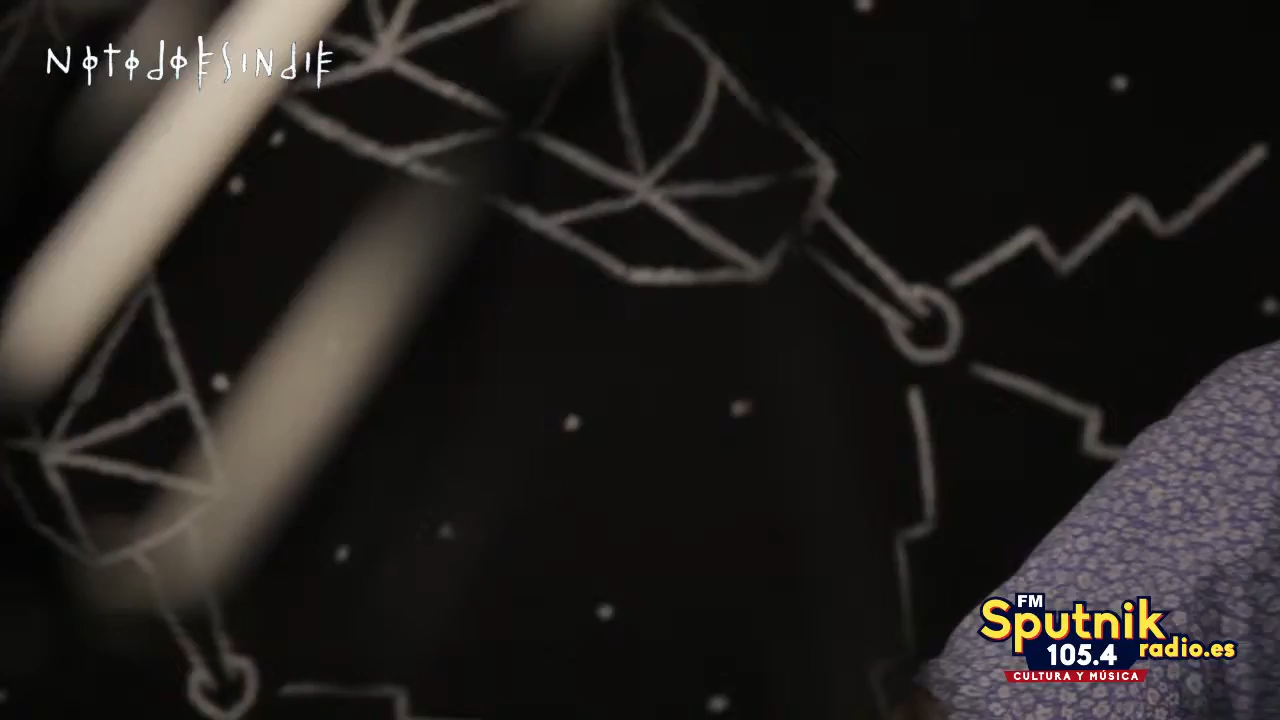 NOTODOESINDIE
FM
Sputnik
radio.es
105.4
CULTURA Y MÚSICA